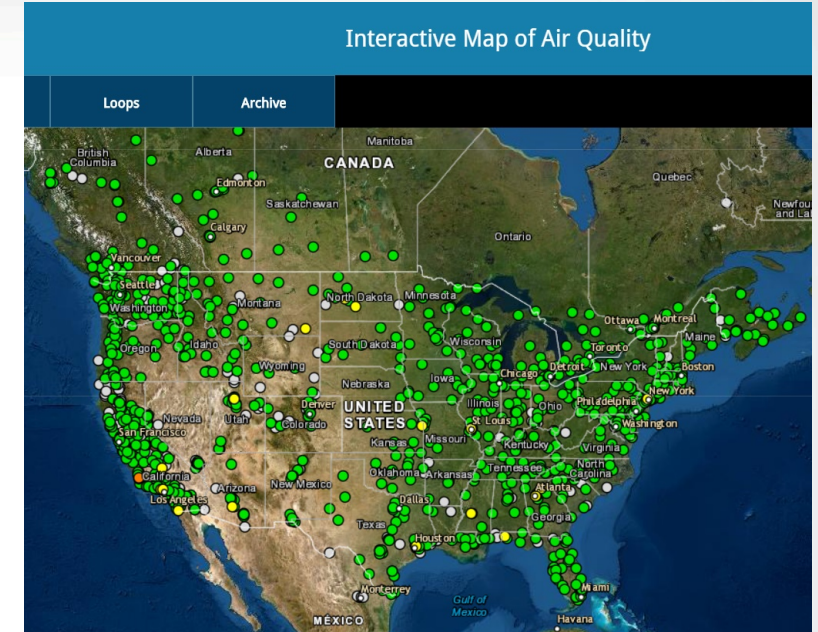 Interactive Map of Air Quality
Loops
Archive
British
Columbia
Alberta
Manitoba
CANADA
Edmonton
Saskatchewan
Quebec
Newfou
and Lal
Calgary
Ontario
Vancouver
Seattle
Washington
Montana
North Dakota
Minnesota
Ottawa
Montreal
Maine
Oregon
Idaho
South Dakota
Wisconsin
Toronto
Wyoming
Detroit
New York
Boston
Chicago
Nebraska
Iowa
Denver
UNITED
STATES
Illinois
Ohio
Philadelphia
New York
Nevada
Utah
Colorado
St Louis
Washington
San Francisco
Kansas
Missouri
Kentucky
Virginia
California
Oklahoma
Arkansas
Tennessee
North
Carolina
Los Angeles
Arizona
New Mexico
Atlanta
Dallas
Texas
Georgia
Houston
Monterrey
Gulf of
Mexico
Miami
MÉXICO
Havana